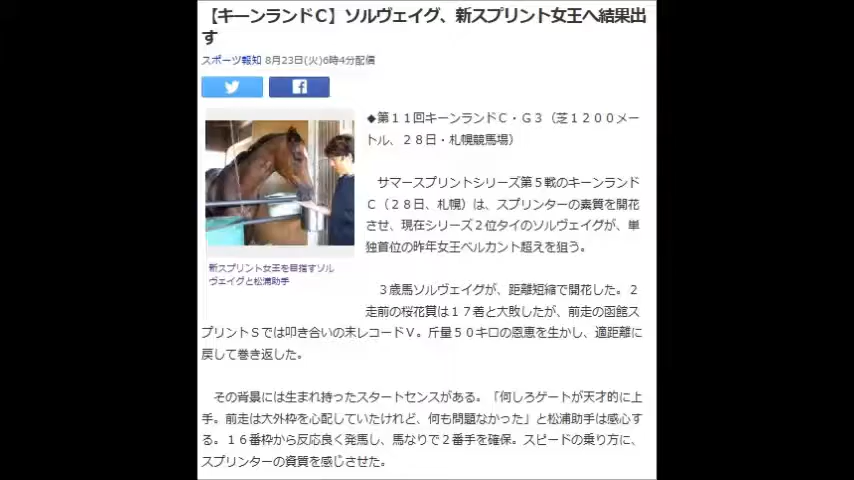 【キーンランドＣ】ソルヴェイグ、新スプリント女王へ結果出
す
スポーツ報知 8月23日(火)6時4分配信
◆第１１回キーンランドＣ・Ｇ３（芝１２００メー
トル、２８日・札幌競馬場）
サマースプリントシリーズ第５戦のキーンランド
Ｃ（２８日、札幌）は、スプリンターの素質を開花
させ、現在シリーズ２位タイのソルヴェイグが、単
独首位の昨年女王ベルカント超えを狙う。
新スプリント女王を目指すソル
ヴェイグと松浦助手
３歳馬ソルヴェイグが、距離短縮で開花した。２
走前の桜花賞は１７着と大敗したが、前走の函館ス
プリントＳでは叩き合いの末レコードＶ。斤量５０キロの恩恵を生かし、適距離に
戻して巻き返した。
その背景には生まれ持ったスタートセンスがある。「何しろゲートが天才的に上
手。前走は大外枠を心配していたけれど、何も問題なかった」と松浦助手は感心す
る。１６番枠から反応良く発馬し、馬なりで２番手を確保。スピードの乗り方に、
スプリンターの資質を感じさせた。